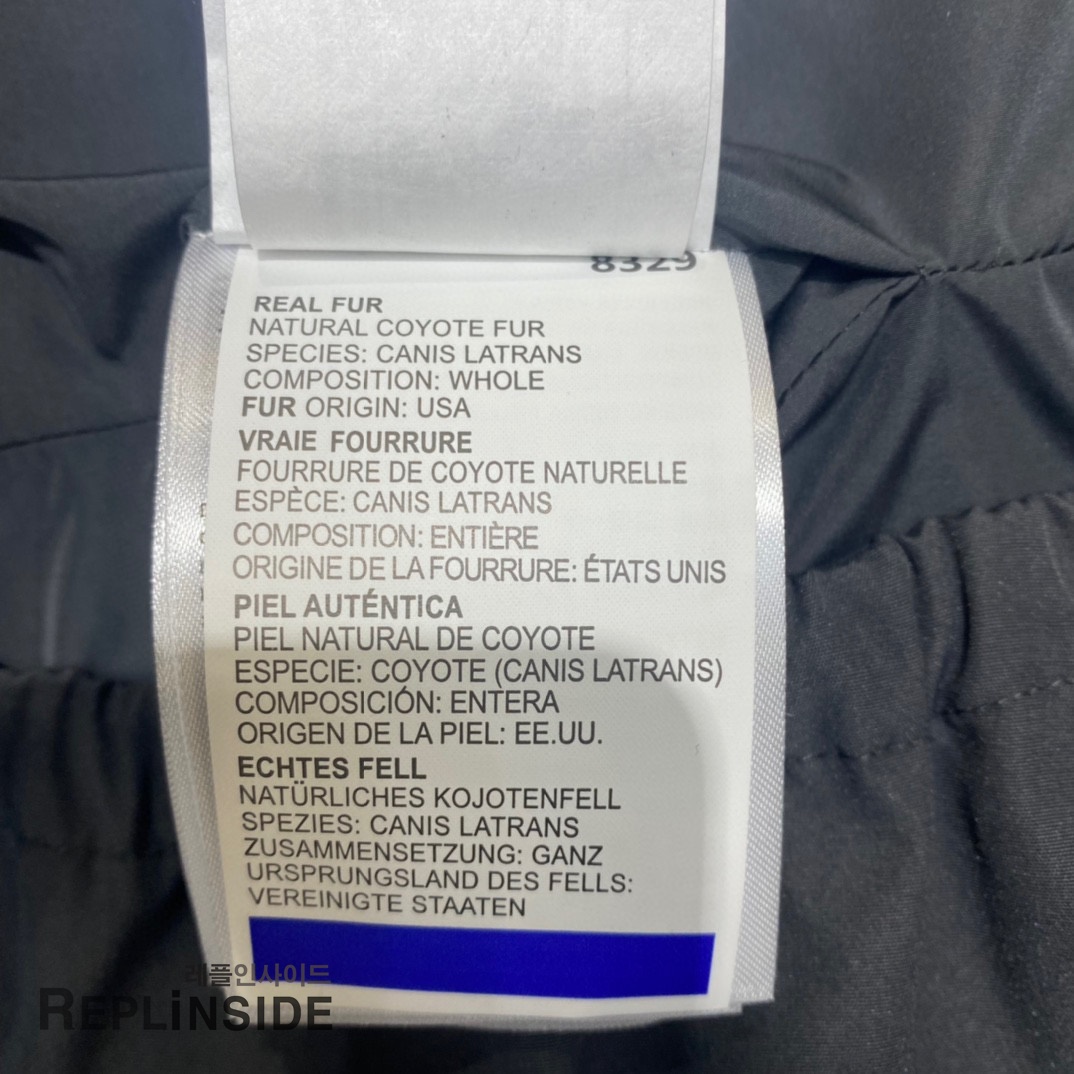 8329
REAL FUR
NATURAL COYOTE FUR
SPECIES: CANIS LATRANS
COMPOSITION: WHOLE
FUR ORIGIN: USA
VRAIE FOURRURE
FOURRURE DE COYOTE NATURELLE
ESPÈCE: CANIS LATRANS
COMPOSITION: ENTIÈRE
ORIGINE DE LA FOURRURE: ÉTATS UNIS
PIEL AUTÉNTICA
PIEL NATURAL DE COYOTE
ESPECIE: COYOTE (CANIS LATRANS)
COMPOSICIÓN: ENTERA
ORIGEN DE LA PIEL: EE.UU.
ECHTES FELL
NATÜRLICHES KOJOTENFELL
SPEZIES: CANIS LATRANS
ZUSAMMENSETZUNG: GANZ
URSPRUNGSLAND DES FELLS:
VEREINIGTE STAATEN
레플인사이드
REPLiNSIDE